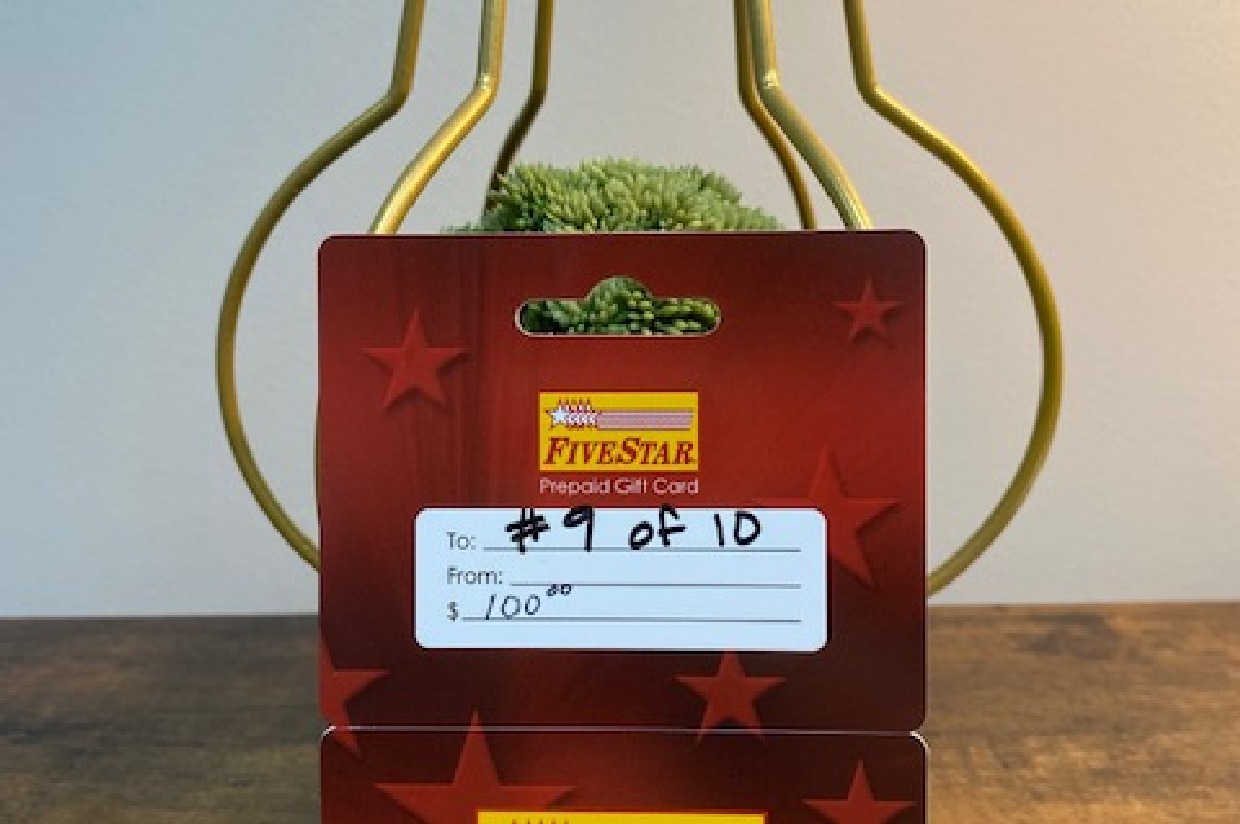 FIVESTAR
Prepaid Gift Card
To: #9 of 10
From:
$ 100⁰⁰